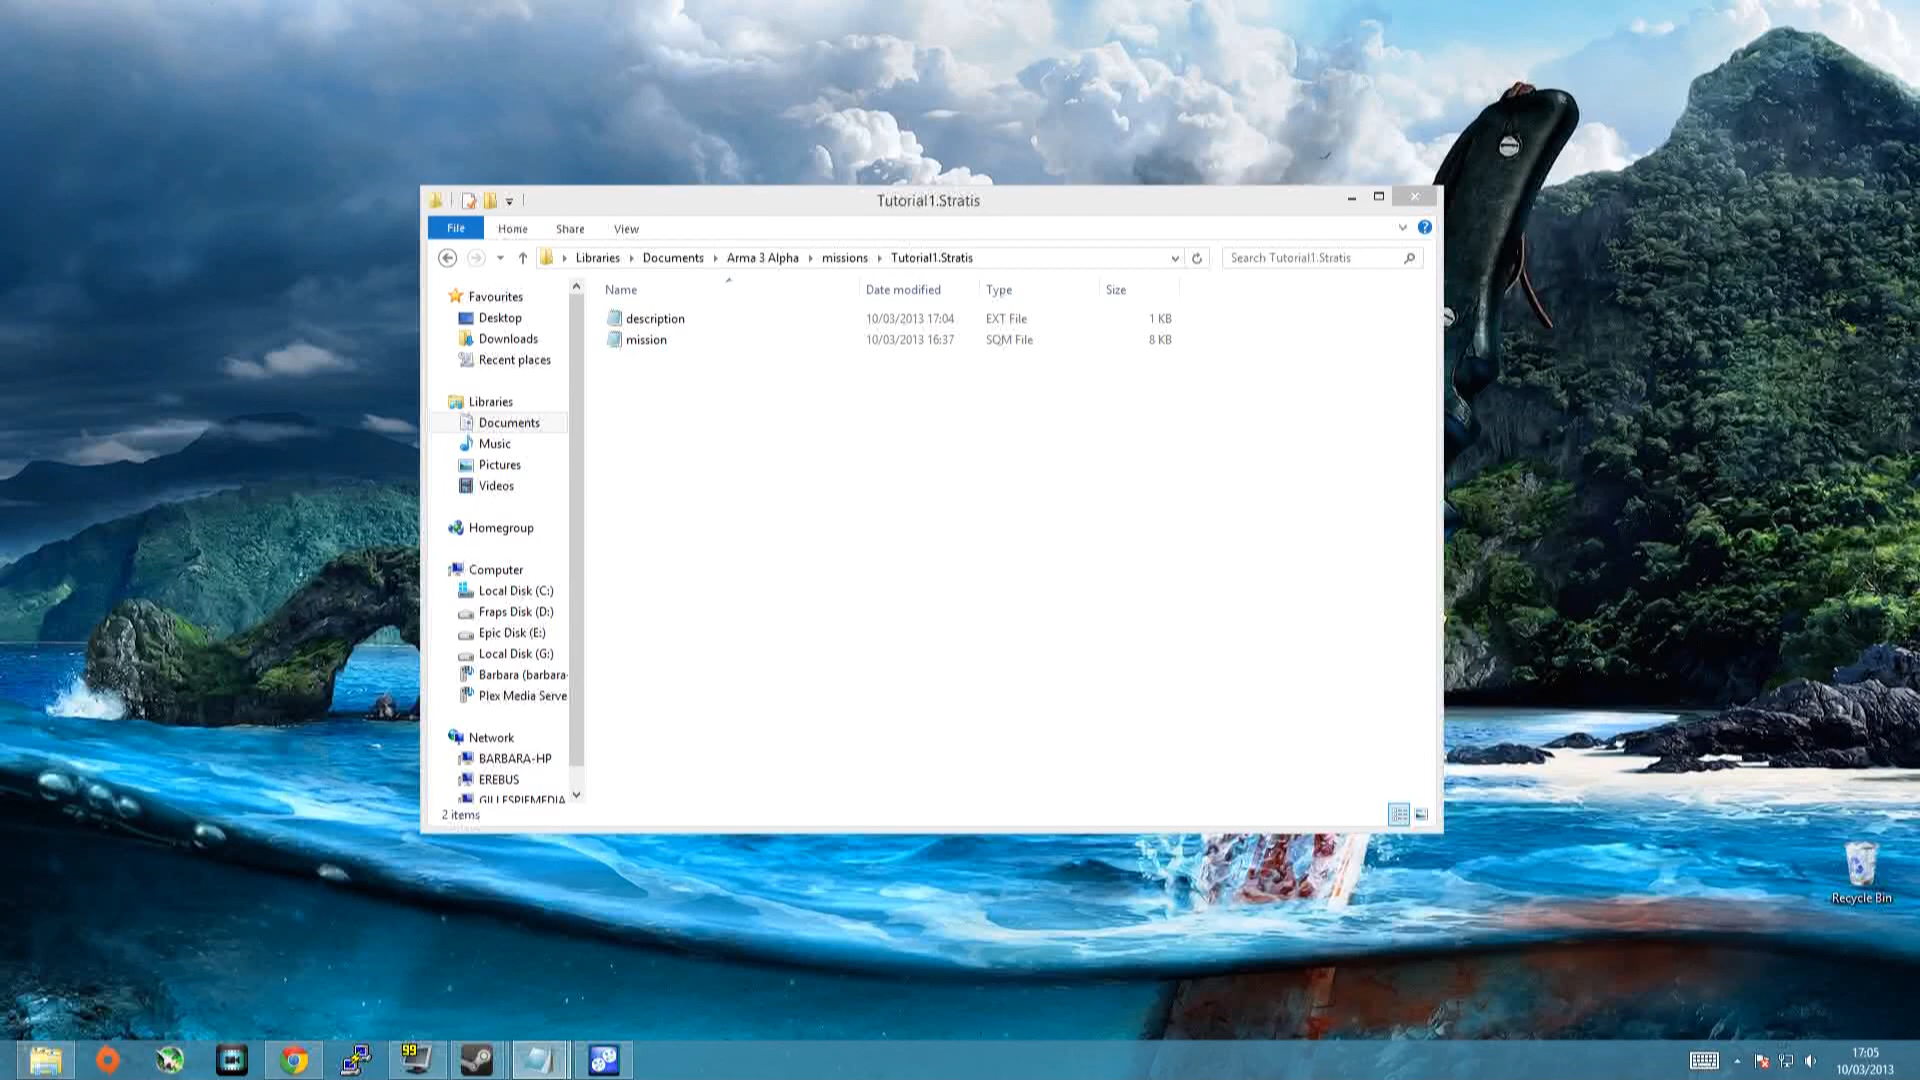 Tutorial1.Stratis
File Home Share View
Libraries Documents Arma 3 Alpha missions Tutorial1.Stratis
Search Tutorial1.Stratis
Name Date modified Type Size
description 10/03/2013 17:04 EXT File 1 KB
mission 10/03/2013 16:37 SQM File 8 KB
Favourites
Desktop
Downloads
Recent places
Libraries
Documents
Music
Pictures
Videos
Homegroup
Computer
Local Disk (C:)
Fraps Disk (D:)
Epic Disk (E:)
Local Disk (G:)
Barbara (barbara-
Plex Media Serve
Network
BARBARA-HP
EREBUS
GILLESPIEMEDIA
2 items
Recycle Bin
99
17:05
10/03/2013